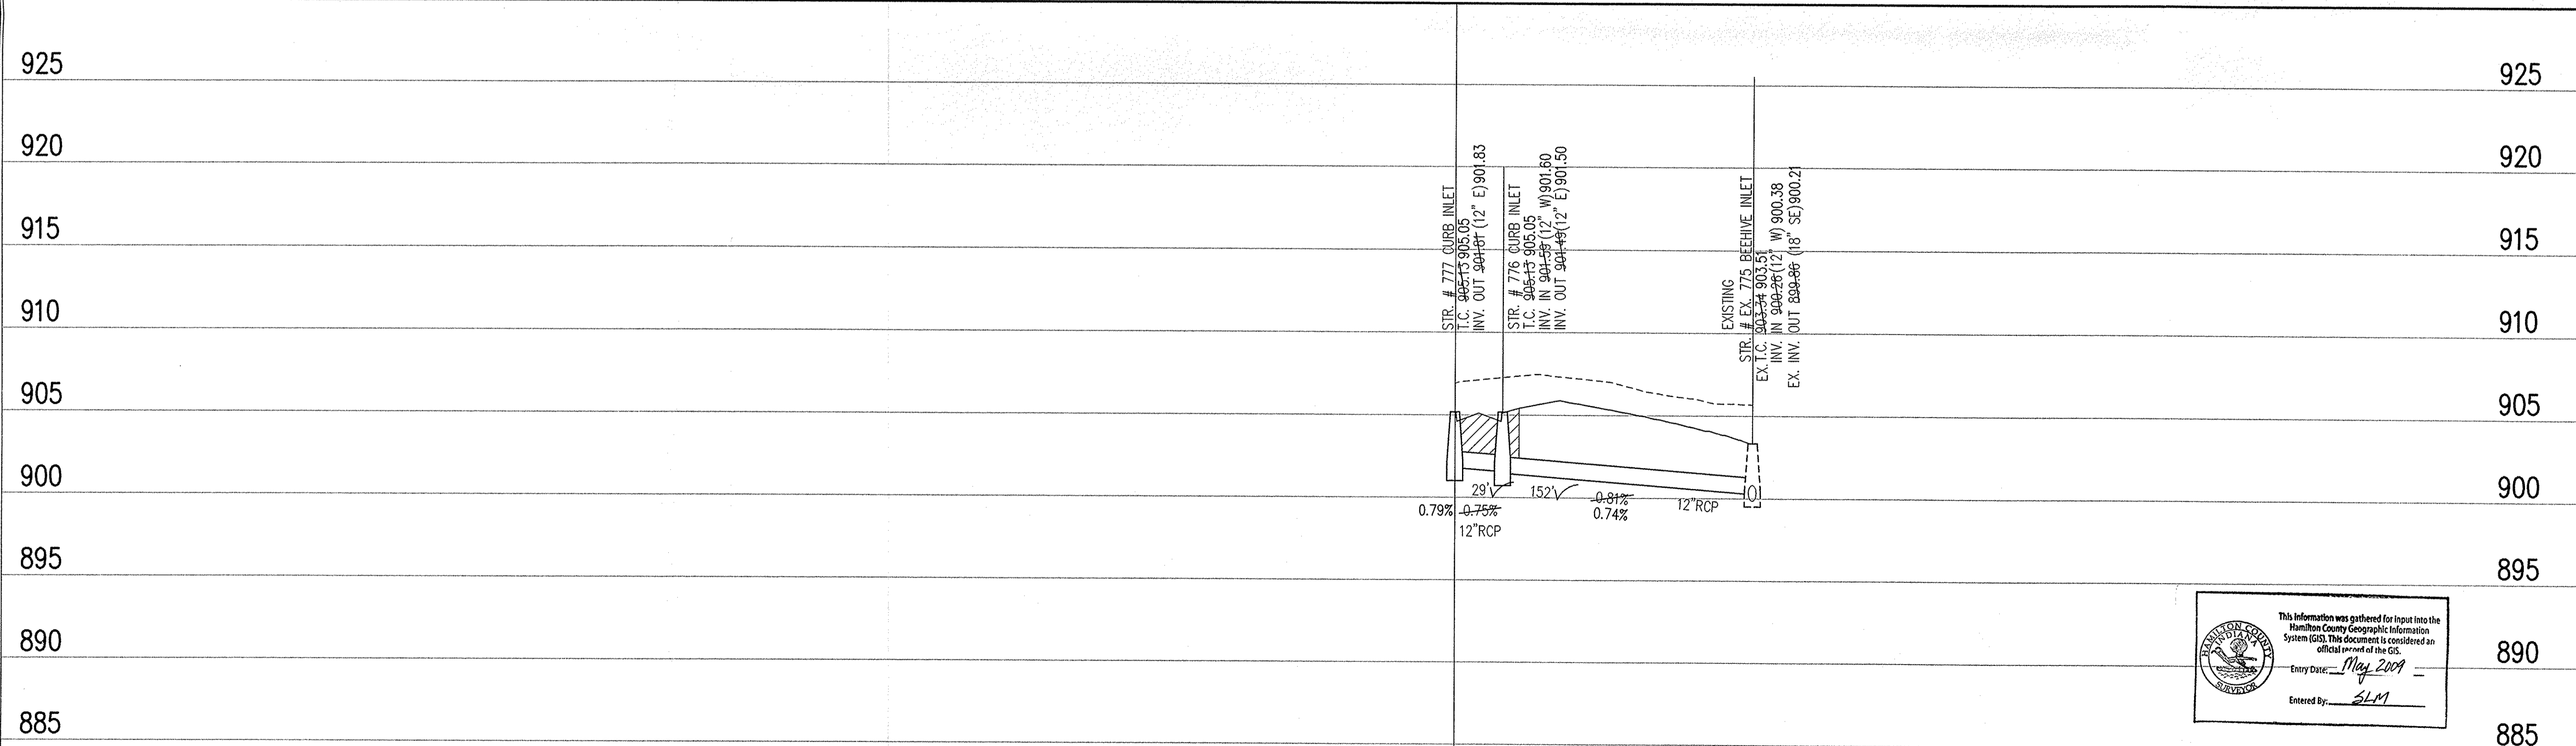 925
925
920
920
915
915
910
910
905
905
900
900
895
895
890
890
885
885
STR. # 777 CURB INLET
T.C. 905.13 905.05
INV. OUT 901.81 (12" E) 901.83
STR. # 776 CURB INLET
T.C. 905.13 905.05
INV. IN 901.59 (12" W) 901.60
INV. OUT 901.49 (12" E) 901.50
EXISTING
STR. # EX. 775 BEEHIVE INLET
EX. T.C. 903.34 903.51
INV. IN 900.26 (12" W) 900.38
EX. INV. OUT 899.86 (18" SE) 900.21
29'
152'
0.81%
12"RCP
0.79% 0.75%
0.74%
12"RCP
This information was gathered for input into the
Hamilton County Geographic Information
System (GIS). This document is considered an
official record of the GIS.
Entry Date: May 2009
Entered By: SLM
HAMILTON COUNTY
INDIANA
SURVEYOR